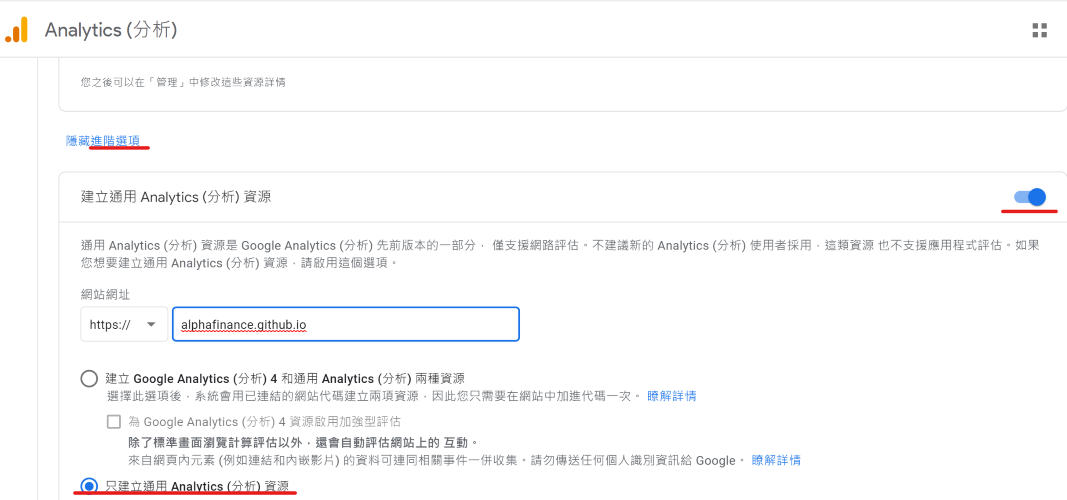 Analytics (分析)
您之後可以在「管理」中修改這些資源詳情
隱藏進階選項
建立通用 Analytics (分析) 資源
通用 Analytics (分析) 資源是 Google Analytics (分析) 先前版本的一部分，僅支援網路評估。不建議新的 Analytics (分析) 使用者採用，這類資源 也不支援應用程式評估。如果
您想要建立通用 Analytics (分析) 資源，請啟用這個選項。
網站網址
https:// alphafinance.github.io
建立 Google Analytics (分析) 4 和通用 Analytics (分析) 兩種資源
選擇此選項後，系統會用已連結的網站代碼建立兩項資源，因此您只需要在網站中加進代碼一次。 瞭解詳情
為 Google Analytics (分析) 4 資源啟用加強型評估
除了標準畫面瀏覽計算評估以外，還會自動評估網站上的 互動。
來自網頁內元素 (例如連結和內嵌影片) 的資料可連同相關事件一併收集。請勿傳送任何個人識別資訊給 Google。 瞭解詳情
只建立通用 Analytics (分析) 資源